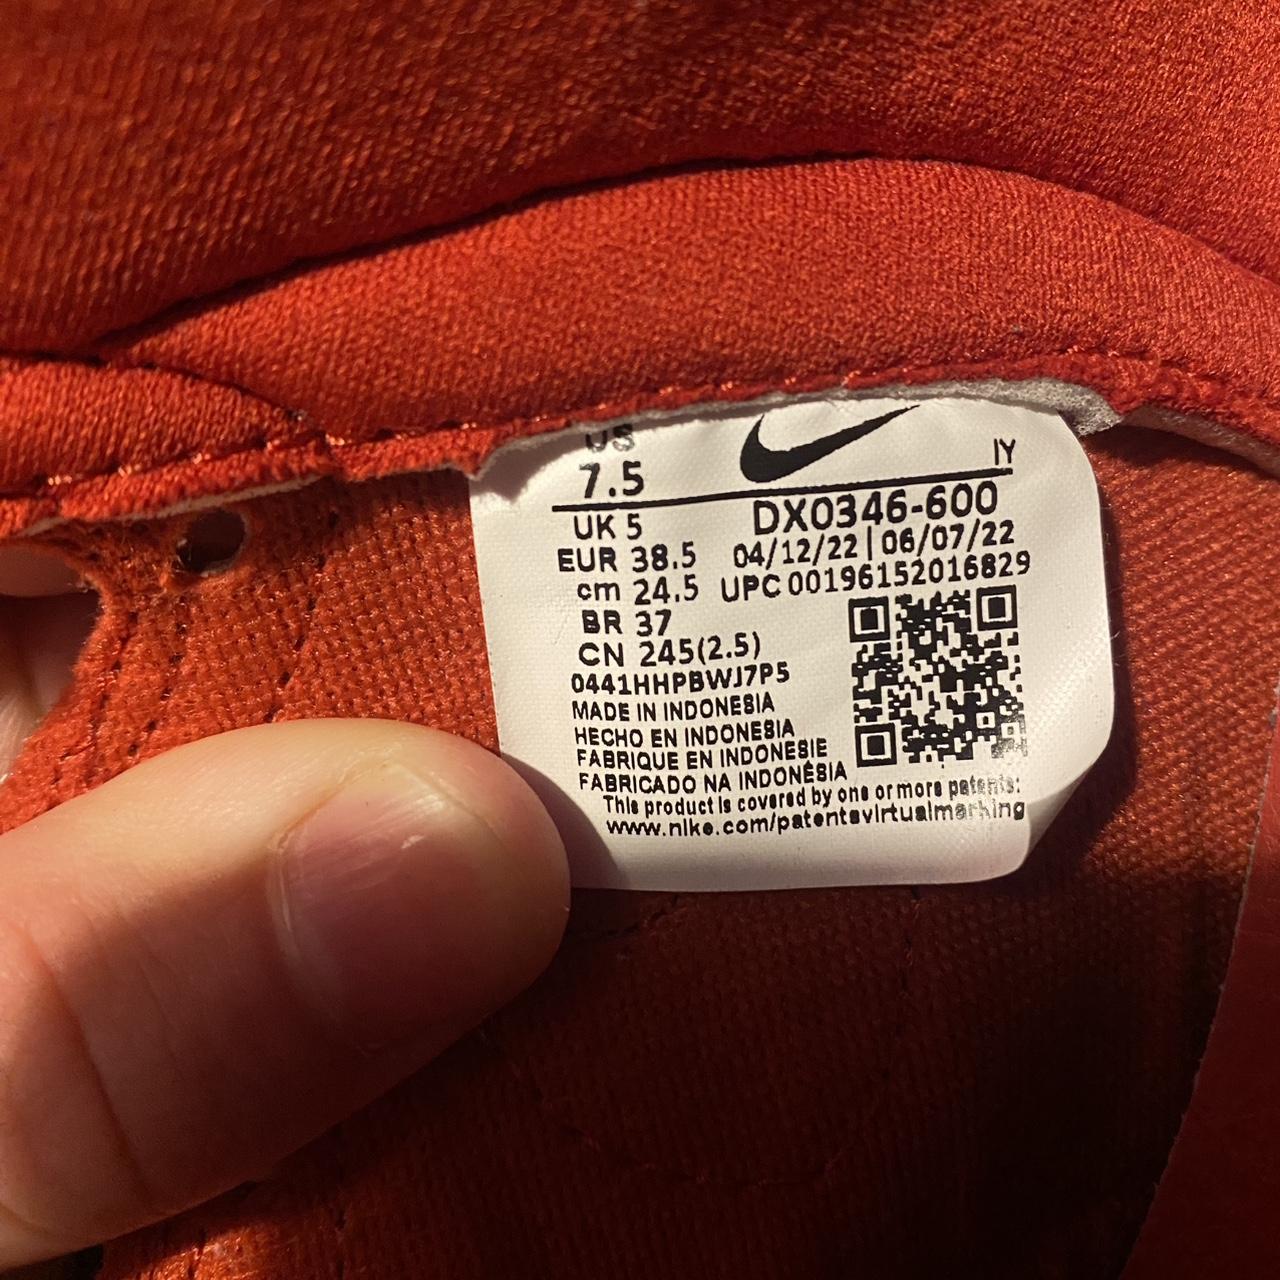 US
7.5
IY
DX0346-600
UK 5
EUR 38.5
04/12/22 | 06/07/22
cm 24.5
UPC 00196152016829
BR 37
CN 245(2.5)
0441HHPBWJ7P5
MADE IN INDONESIA
HECHO EN INDONESIA
FABRIQUE EN INDONESIE
FABRICADO NA INDONÉSIA
This product is covered by one or more patents:
www.nike.com/patentsvirtualmarking